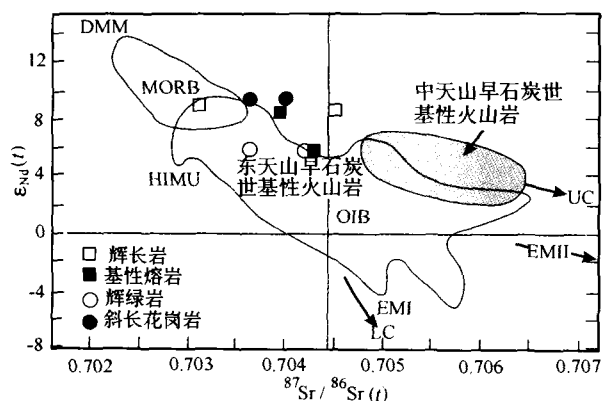 DMM
MORB
HIMU
中天山早石炭世
基性火山岩
东天山早石炭
世基性火山岩
OIB
UC
EMII
EMI
LC
辉长岩
基性熔岩
辉绿岩
斜长花岗岩
εNd(t)
12
8
4
0
-4
-8
0.702
0.703
0.704
0.705
0.706
0.707
87Sr/86Sr(t)